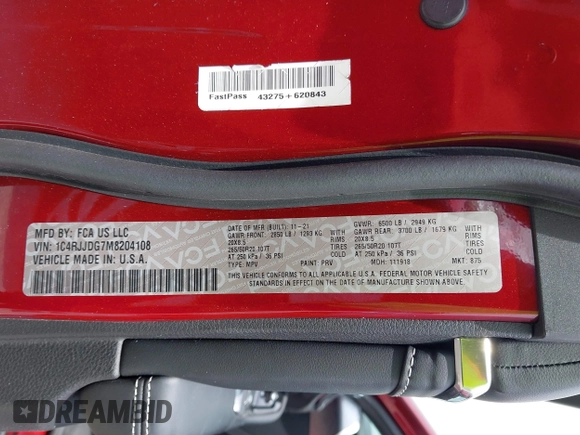 FastPass 43275+620843
MFD BY: FCA US LLC
VIN: 1C4RJJDG7M8204108
VEHICLE MADE IN U.S.A.
DATE OF MFR (BUILT) 11-21 GVWR: 6500 LB / 2949 KG
GAWR FRONT: 2850 LB / 1293 KG WITH GAWR REAR: 3700 LB / 1679 KG WITH
20X8.5 RIMS 20X8.5 RIMS
265/50R20 107T TIRES 265/50R20 107T TIRES
AT 250 kPa / 36 PSI COLD AT 250 kPa / 36 PSI COLD
TYPE: MPV PAINT PRV MDH: 111918 MKT: 875
THIS VEHICLE CONFORMS TO ALL APPLICABLE U.S.A. FEDERAL MOTOR VEHICLE SAFETY
STANDARDS IN EFFECT ON THE DATE OF MANUFACTURE SHOWN ABOVE.
DREAMBID